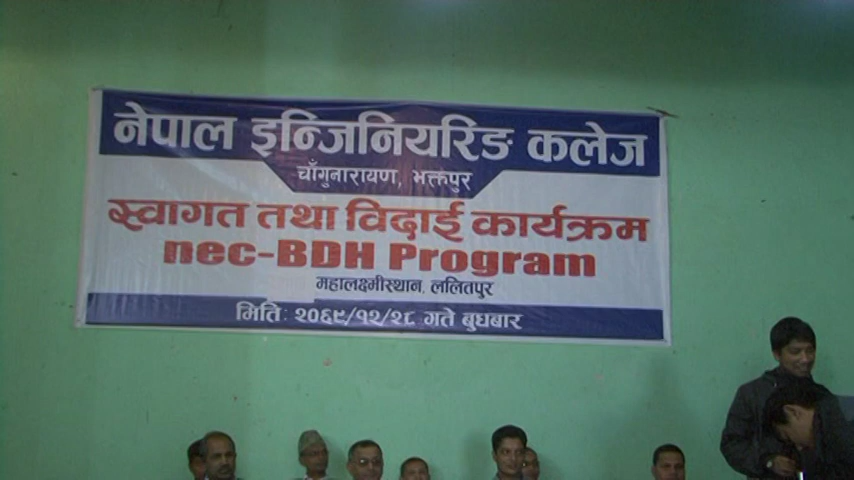 नेपाल इन्जिनियरिङ कलेज
चाँगुनारायण, भक्तपुर
स्वागत तथा विदाई कार्यक्रम
nec-BDH Program
महालक्ष्मीस्थान, ललितपुर
मिति: २०६९/१२/२८ गते बुधबार